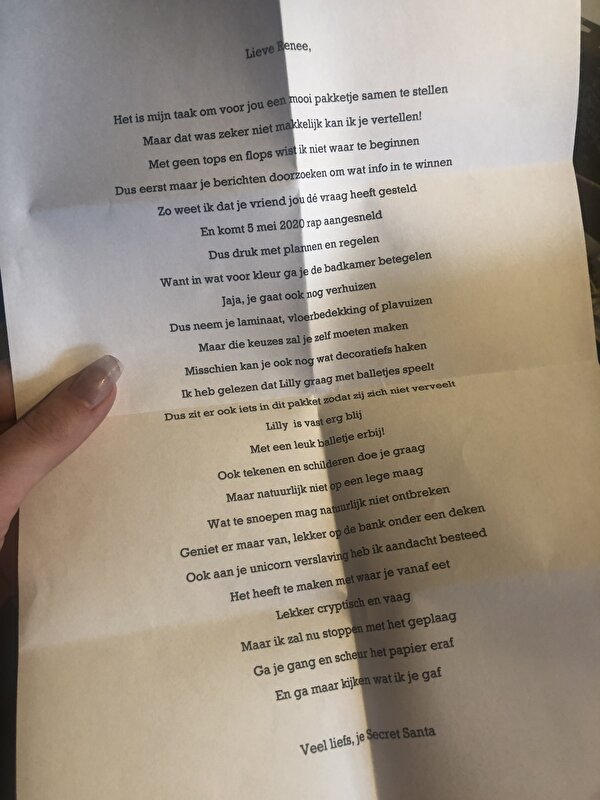 Lieve Renee,
Het is mijn taak om voor jou een mooi pakketje samen te stellen
Maar dat was zeker niet makkelijk kan ik je vertellen!
Met geen tops en flops wist ik niet waar te beginnen
Dus eerst maar je berichten doorzoeken om wat info in te winnen
Zo weet ik dat je vriend jou dé vraag heeft gesteld
En komt 5 mei 2020 rap aangesneld
Dus druk met plannen en regelen
Want in wat voor kleur ga je de badkamer betegelen
Jaja, je gaat ook nog verhuizen
Dus neem je laminaat, vloerbedekking of plavuizen
Maar die keuzes zal je zelf moeten maken
Misschien kan je ook nog wat decoratiefs haken
Ik heb gelezen dat Lilly graag met balletjes speelt
Dus zit er ook iets in dit pakket zodat zij zich niet verveelt
Lilly is vast erg blij
Met een leuk balletje erbij!
Ook tekenen en schilderen doe je graag
Maar natuurlijk niet op een lege maag
Wat te snoepen mag natuurlijk niet ontbreken
Geniet er maar van, lekker op de bank onder een deken
Ook aan je unicorn verslaving heb ik aandacht besteed
Het heeft te maken met waar je vanaf eet
Lekker cryptisch en vaag
Maar ik zal nu stoppen met het geplaag
Ga je gang en scheur het papier eraf
En ga maar kijken wat ik je gaf
Veel liefs, je Secret Santa